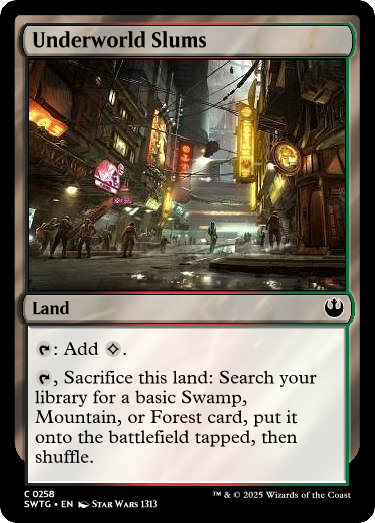 Underworld Slums
Land
: Add .
, Sacrifice this land: Search your
library for a basic Swamp,
Mountain, or Forest card, put it
onto the battlefield tapped, then
shuffle.
C 0258
SWTG • EN STAR WARS 1313
™ & © 2025 Wizards of the Coast